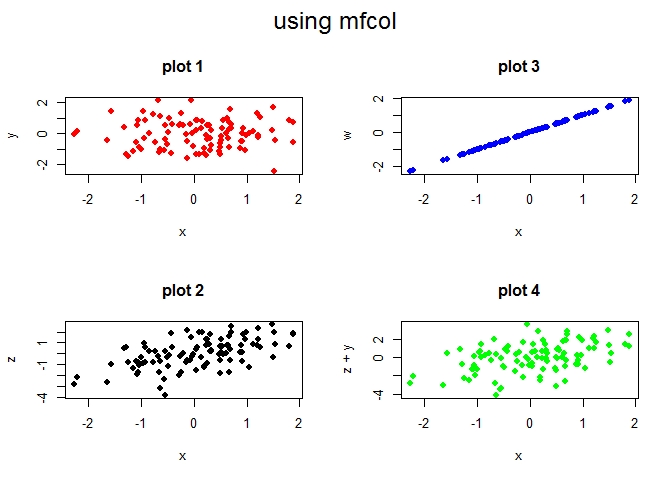 using mfcol
plot 1
2
0
-2
y
-2 -1 0 1 2
x
plot 3
2
0
-2
w
-2 -1 0 1 2
x
plot 2
1
-1
-4
z
-2 -1 0 1 2
x
plot 4
2
0
-4
z + y
-2 -1 0 1 2
x